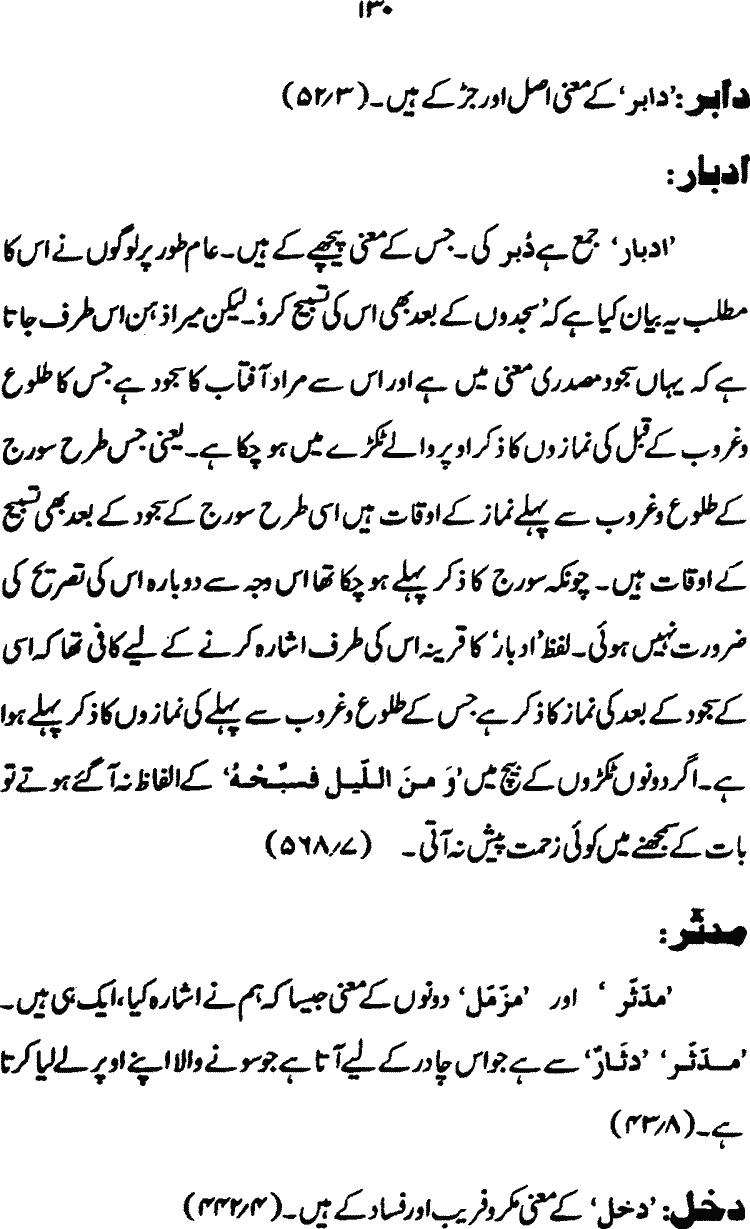 ۱۳۰
دابر: ’دابر‘ کے معنی اصل اور جڑ کے ہیں۔ (۵۲/۳)
ادبار:
’ادبار‘ جمع ہے دُبر کی۔ جس کے معنی پیچھے کے ہیں۔ عام طور پر لوگوں نے اس کا
مطلب یہ بیان کیا ہے کہ ’سجدوں کے بعد بھی اس کی تسبیح کرو‘۔ لیکن میرا ذہن اس طرف جاتا
ہے کہ یہاں سجود مصدری معنی میں ہے اور اس سے مراد آفتاب کا سجود ہے جس کا طلوع
وغروب کے قبل کی نمازوں کا ذکر اوپر والے ٹکڑے میں ہو چکا ہے۔ یعنی جس طرح سورج
کے طلوع وغروب سے پہلے نماز کے اوقات ہیں اسی طرح سورج کے سجود کے بعد بھی تسبیح
کے اوقات ہیں۔ چونکہ سورج کا ذکر پہلے ہو چکا تھا اس وجہ سے دوبارہ اس کی تصریح کی
ضرورت نہیں ہوئی۔ لفظ ’ادبار‘ کا قرینہ اس کی طرف اشارہ کرنے کے لیے کافی تھا کہ اسی
کے سجود کے بعد کی نماز کا ذکر ہے جس کے طلوع وغروب سے پہلے کی نمازوں کا ذکر پہلے ہوا
ہے۔ اگر دونوں ٹکڑوں کے بیچ میں ’وَ مِنَ اللَّیلِ فَسبِّحْهُ‘ کے الفاظ نہ آ گئے ہوتے تو
بات کے سمجھنے میں کوئی زحمت پیش نہ آتی۔ (۵۶۸/۷)
مدثر:
’مدّثّر‘ اور ’مزّمّل‘ دونوں کے معنی جیسا کہ ہم نے اشارہ کیا، ایک ہی ہیں۔
’مدّثّر‘ ’دثارٌ‘ سے ہے جو اس چادر کے لیے آتا ہے جو سونے والا اپنے اوپر لے لیا کرتا
ہے۔ (۴۳/۸)
دخل: ’دخل‘ کے معنی مکر و فریب اور فساد کے ہیں۔ (۴۴۲/۴)